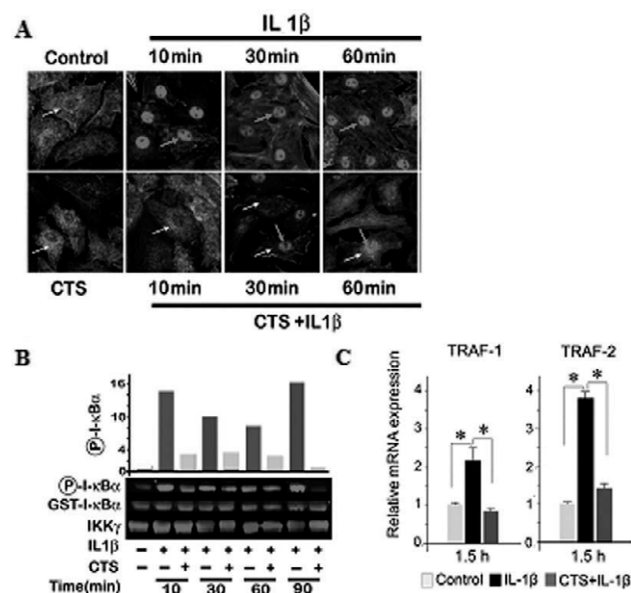 A
IL 1β
Control 10min 30min 60min
CTS 10min 30min 60min
CTS +IL1β
B
Ⓟ-I-κBα
16
10
4
0
Ⓟ-I-κBα
GST-I-κBα
IKKγ
IL1β − + + + + + + + +
CTS − − + − + − + − +
Time(min) 10 30 60 90
C
TRAF-1 TRAF-2
Relative mRNA expression
4
3
2
1
0
* *
1.5 h
4
3
2
1
0
* *
1.5 h
Control IL-1β CTS+IL-1β